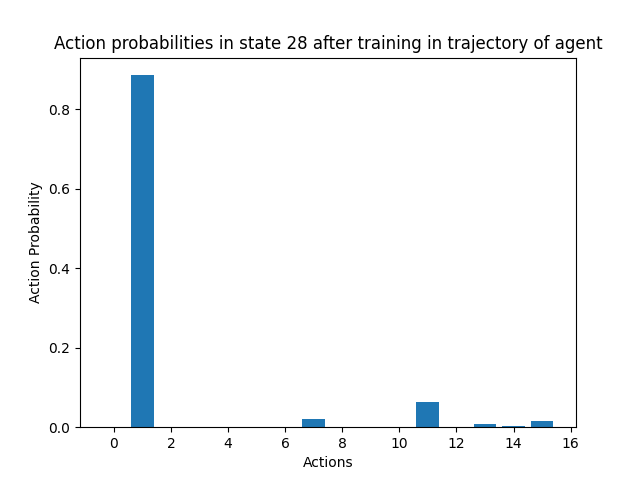 Action probabilities in state 28 after training in trajectory of agent
Action Probability
0.8
0.6
0.4
0.2
0.0
0 2 4 6 8 10 12 14 16
Actions